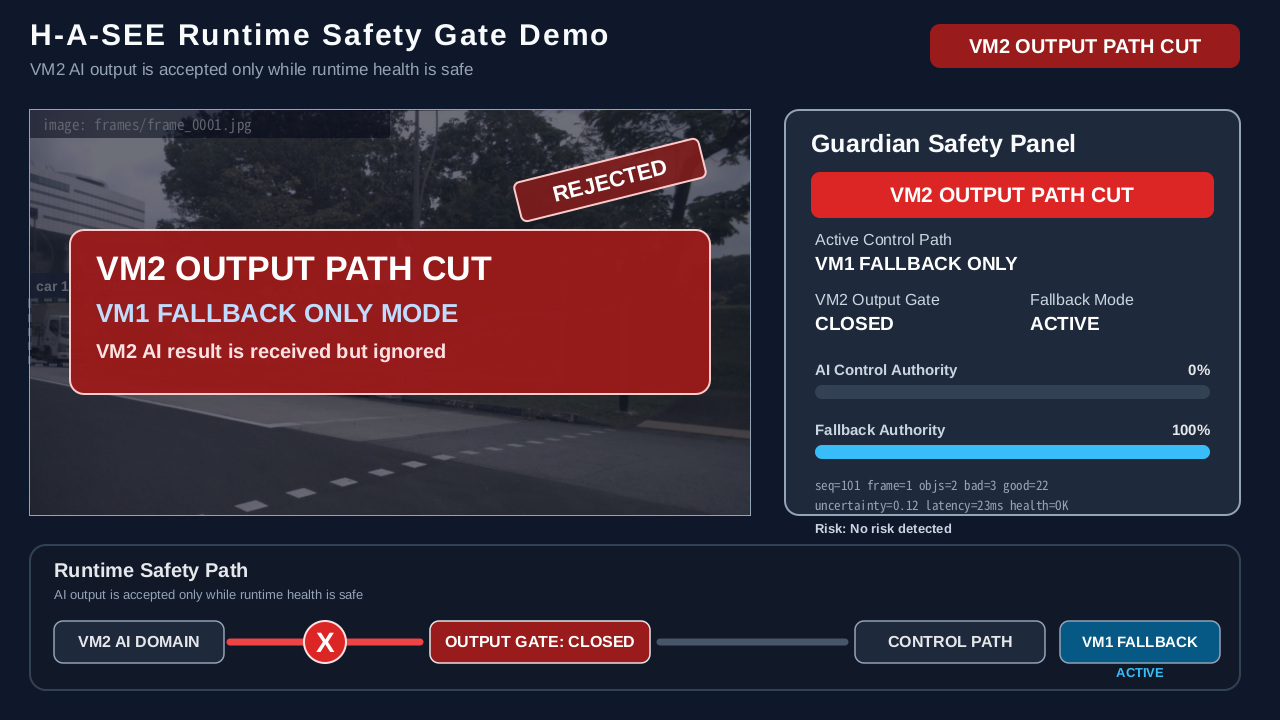 H-A-SEE Runtime Safety Gate Demo
VM2 AI output is accepted only while runtime health is safe
VM2 OUTPUT PATH CUT
image: frames/frame_0001.jpg
REJECTED
car 1
VM2 OUTPUT PATH CUT
VM1 FALLBACK ONLY MODE
VM2 AI result is received but ignored
Guardian Safety Panel
VM2 OUTPUT PATH CUT
Active Control Path
VM1 FALLBACK ONLY
VM2 Output Gate
CLOSED
Fallback Mode
ACTIVE
AI Control Authority 0%
Fallback Authority 100%
seq=101 frame=1 objs=2 bad=3 good=22
uncertainty=0.12 latency=23ms health=OK
Risk: No risk detected
Runtime Safety Path
AI output is accepted only while runtime health is safe
VM2 AI DOMAIN
X
OUTPUT GATE: CLOSED
CONTROL PATH
VM1 FALLBACK
ACTIVE